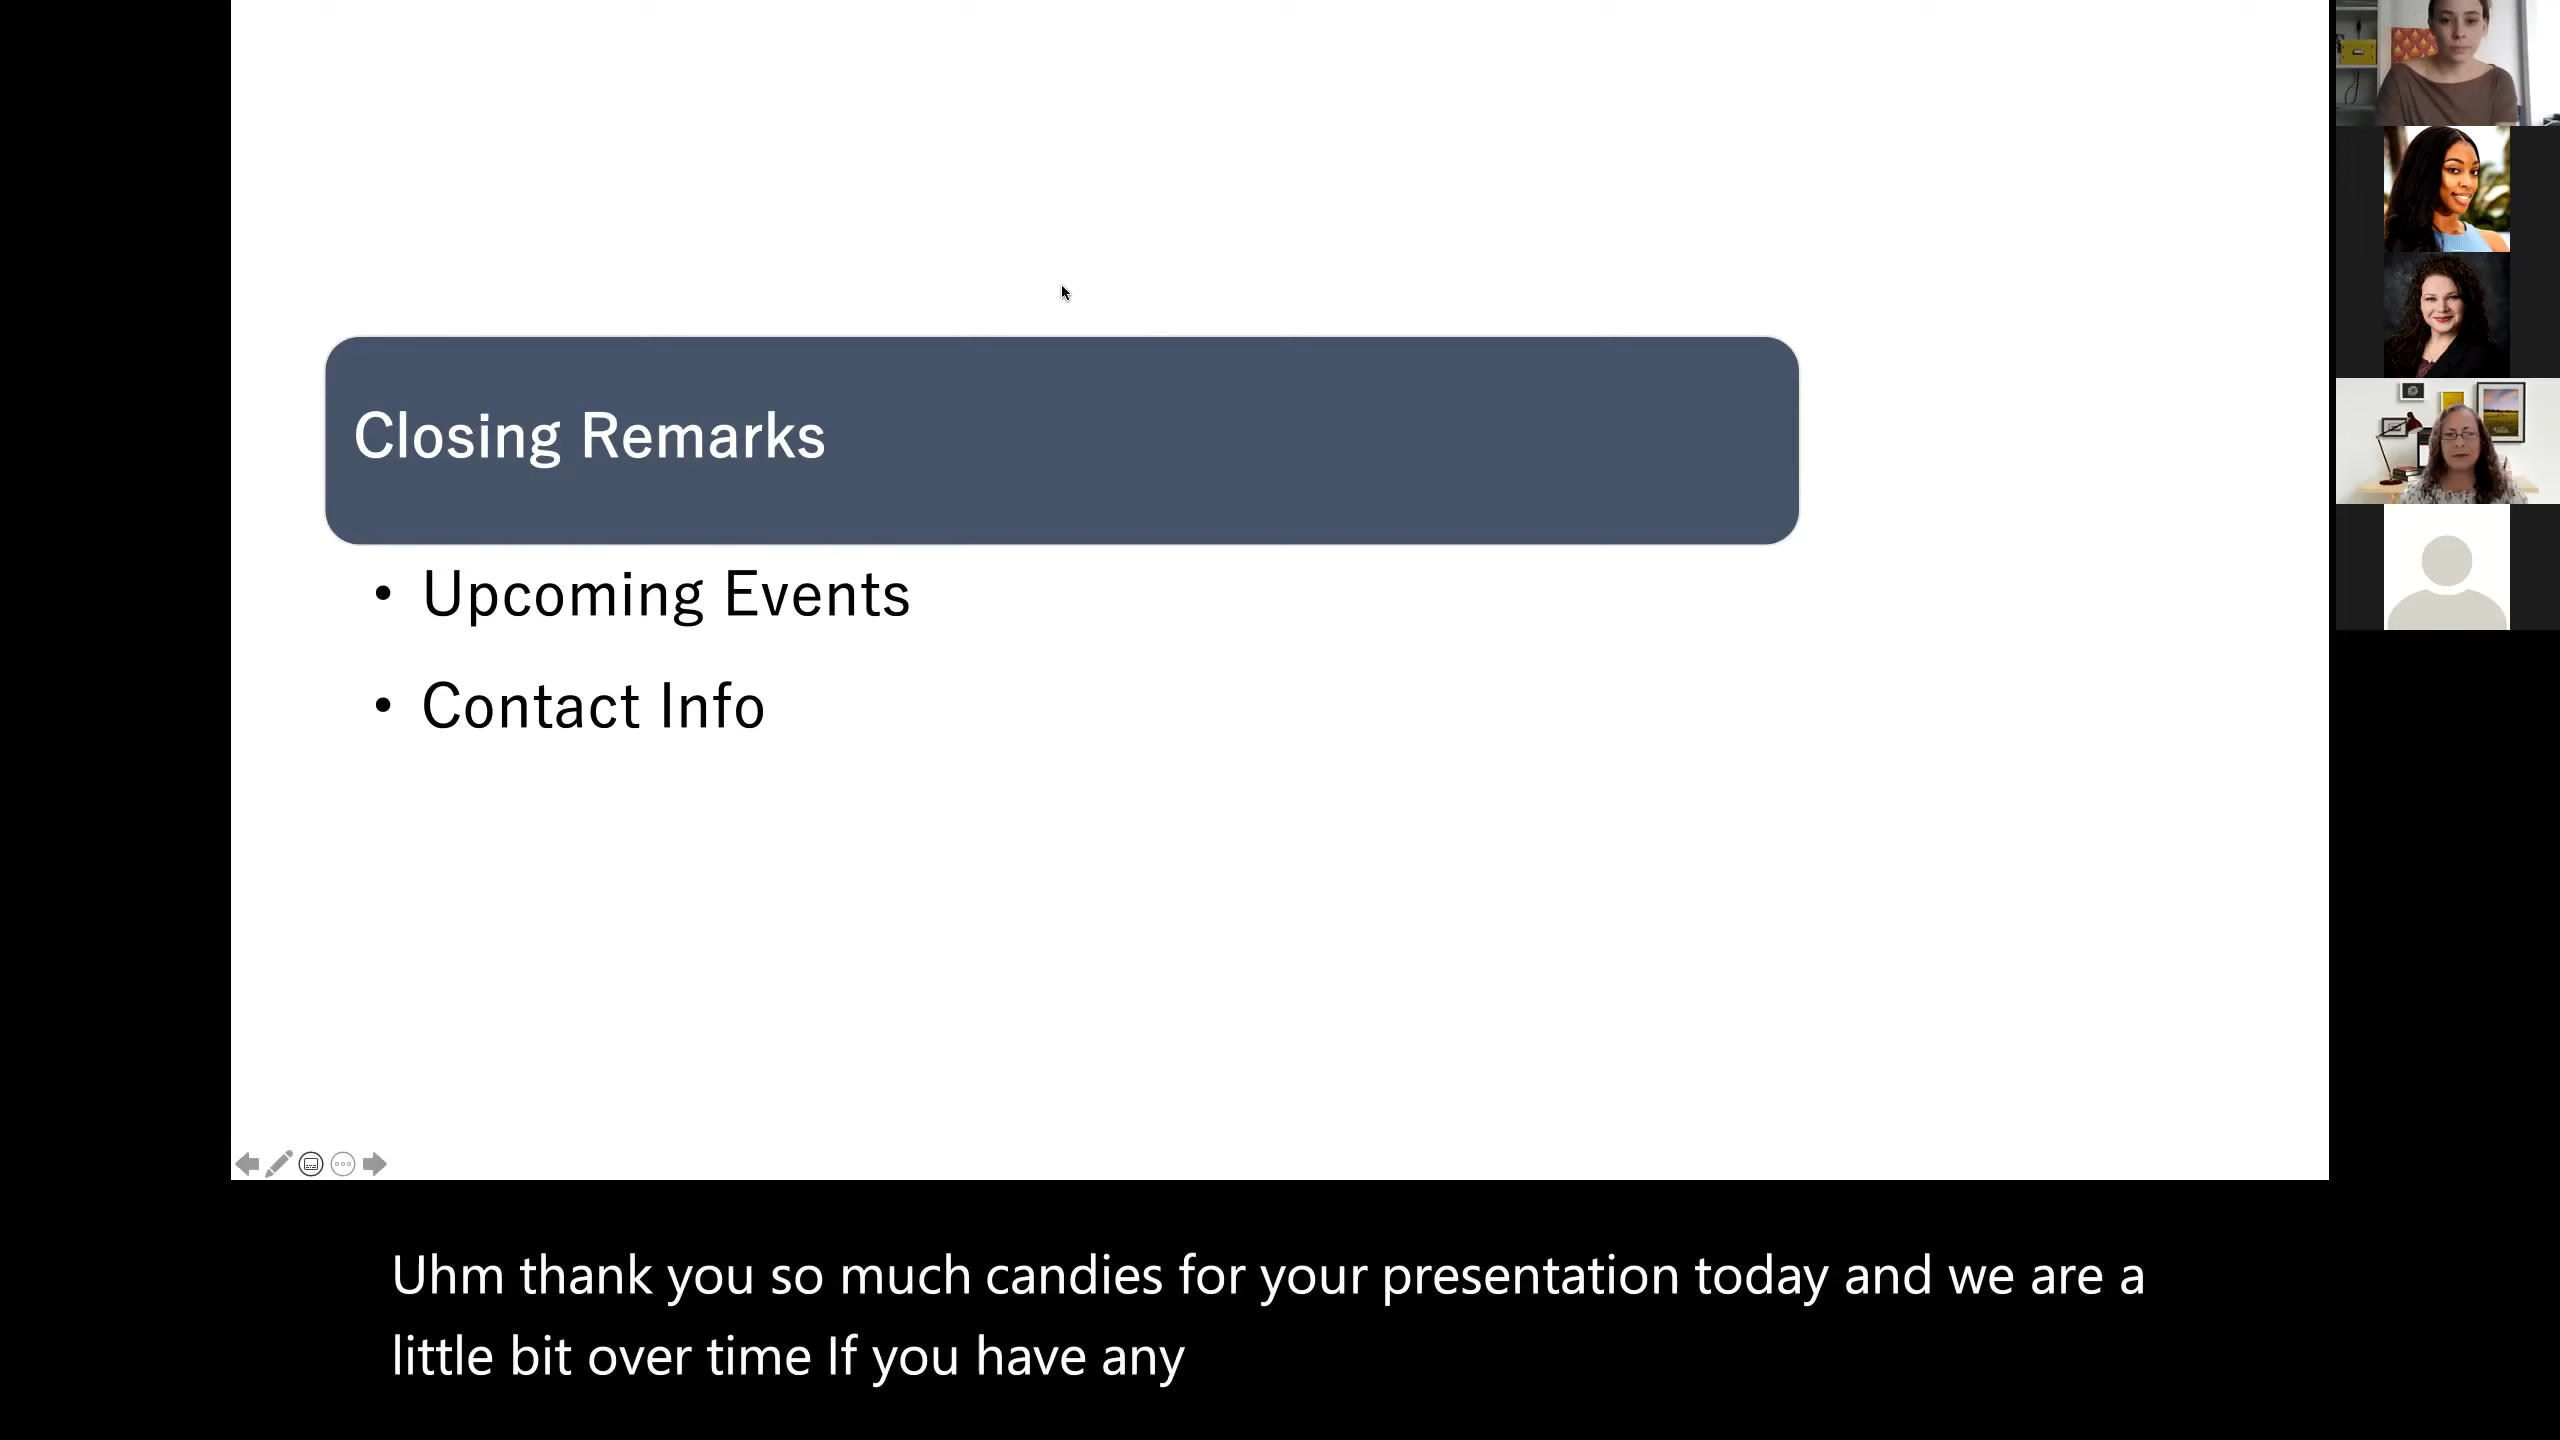 Closing Remarks
• Upcoming Events
• Contact Info
Uhm thank you so much candies for your presentation today and we are a
little bit over time If you have any